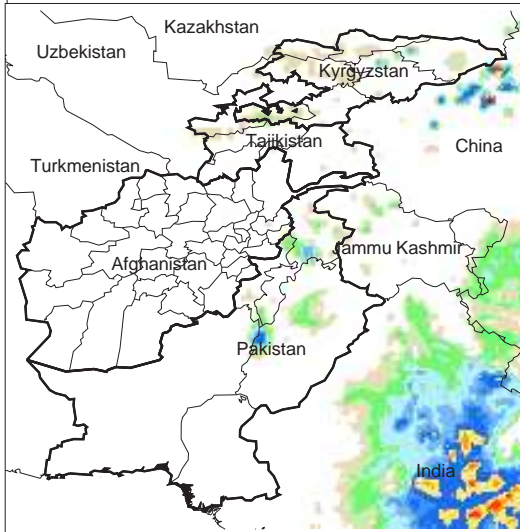 Kazakhstan
Uzbekistan
Kyrgyzstan
Tajikistan
China
Turkmenistan
Jammu Kashmir
Afghanistan
Pakistan
India